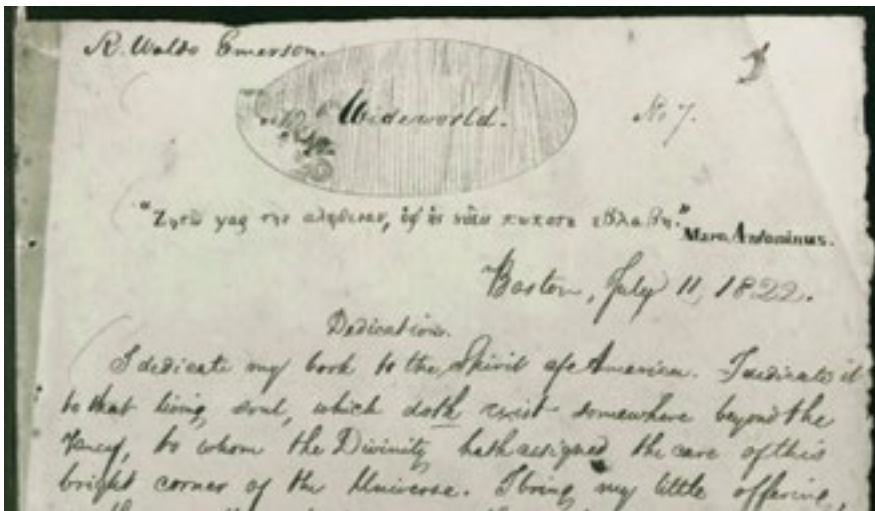 R. Waldo Emerson.
Wideworld.
No 7.
"Ζητω γαρ την αληθειαν, ὑφ' ἡς ουδεις πωποτε εβλαβη."
Marc. Antoninus.
Boston, July 11, 1822.
Dedication.
I dedicate my book to the Spirit of America. I dedicate it
to that living soul, which doth exist somewhere beyond the
Fancy, to whom the Divinity hath assigned the care of this
bright corner of the Universe. I bring my little offering,